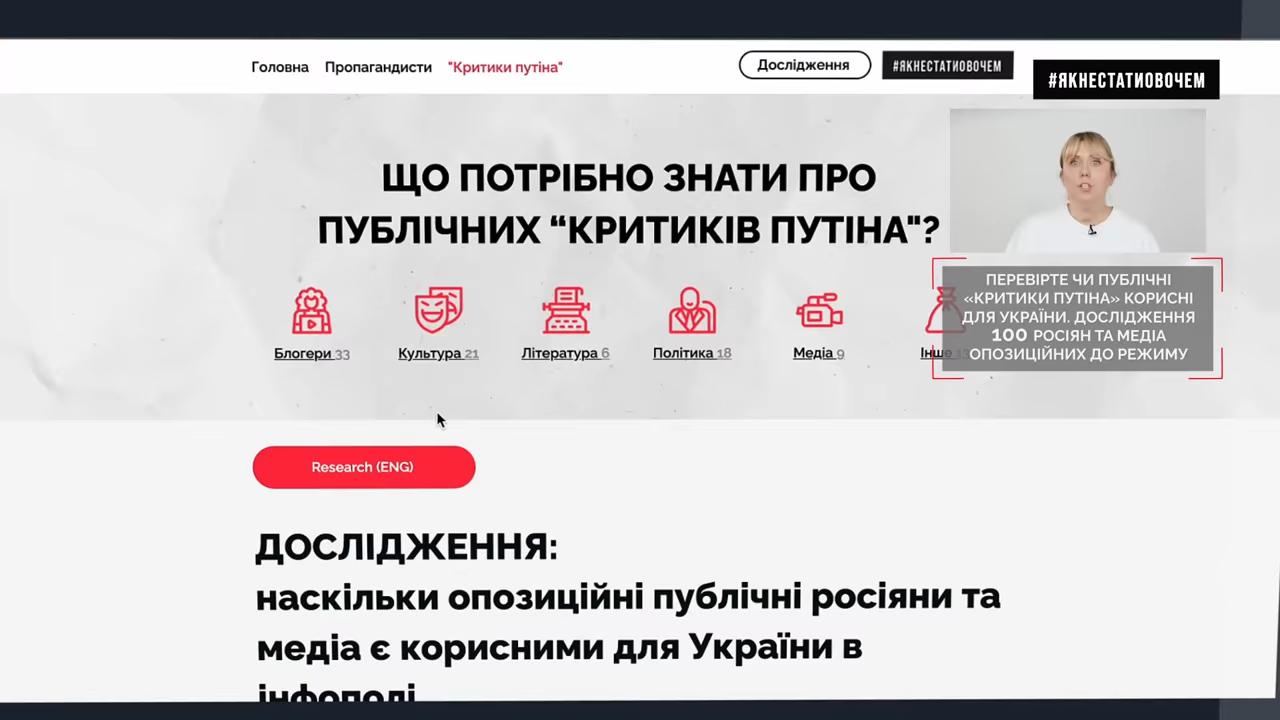 Головна Пропагандисти "Критики путіна" Дослідження #ЯКНЕСТАТИОВОЧЕМ
#ЯКНЕСТАТИОВОЧЕМ
ЩО ПОТРІБНО ЗНАТИ ПРО
ПУБЛІЧНИХ “КРИТИКІВ ПУТІНА"?
Блогери 33 Культура 21 Література 6 Політика 18 Медіа 9 Інше
ПЕРЕВІРТЕ ЧИ ПУБЛІЧНІ
«КРИТИКИ ПУТІНА» КОРИСНІ
ДЛЯ УКРАЇНИ. ДОСЛІДЖЕННЯ
100 РОСІЯН ТА МЕДІА
ОПОЗИЦІЙНИХ ДО РЕЖИМУ
Research (ENG)
ДОСЛІДЖЕННЯ:
наскільки опозиційні публічні росіяни та
медіа є корисними для України в
інфополі